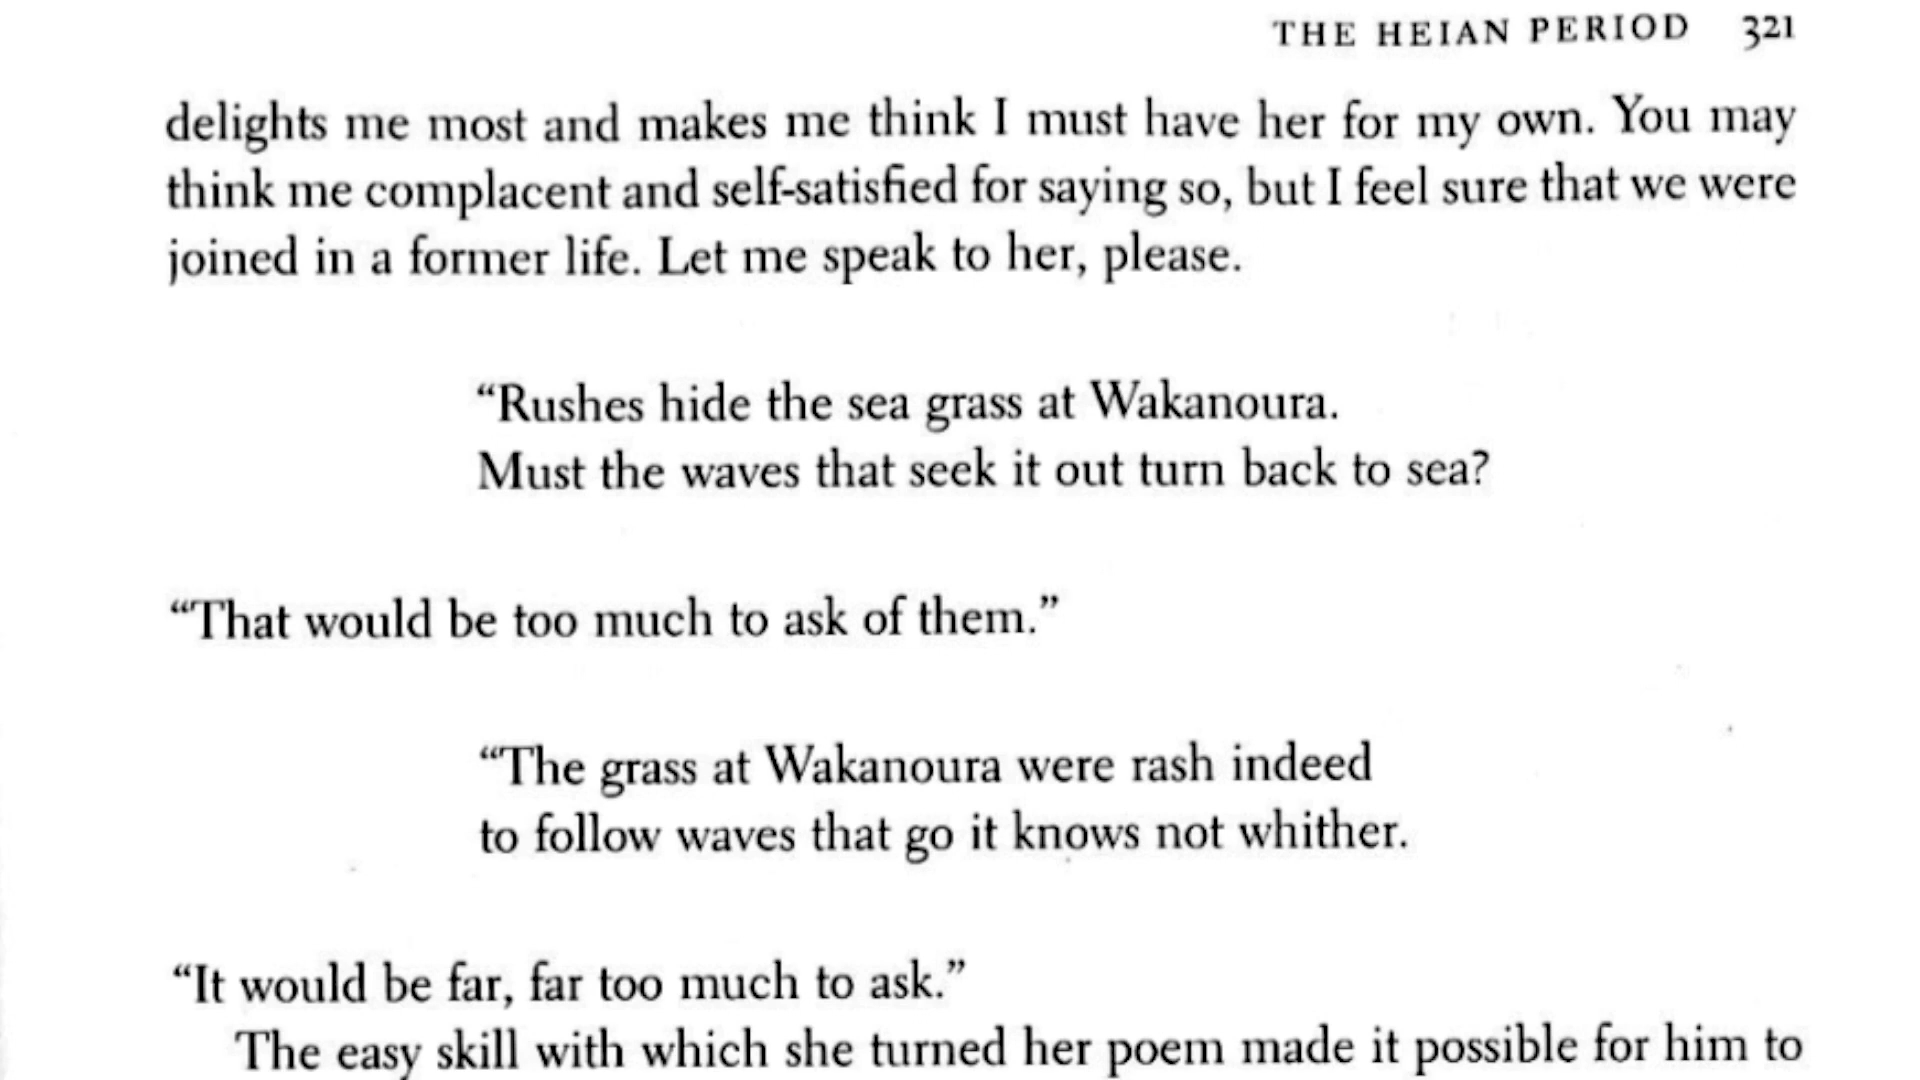 THE HEIAN PERIOD 321
delights me most and makes me think I must have her for my own. You may
think me complacent and self-satisfied for saying so, but I feel sure that we were
joined in a former life. Let me speak to her, please.
“Rushes hide the sea grass at Wakanoura.
Must the waves that seek it out turn back to sea?
“That would be too much to ask of them.”
“The grass at Wakanoura were rash indeed
to follow waves that go it knows not whither.
“It would be far, far too much to ask.”
The easy skill with which she turned her poem made it possible for him to